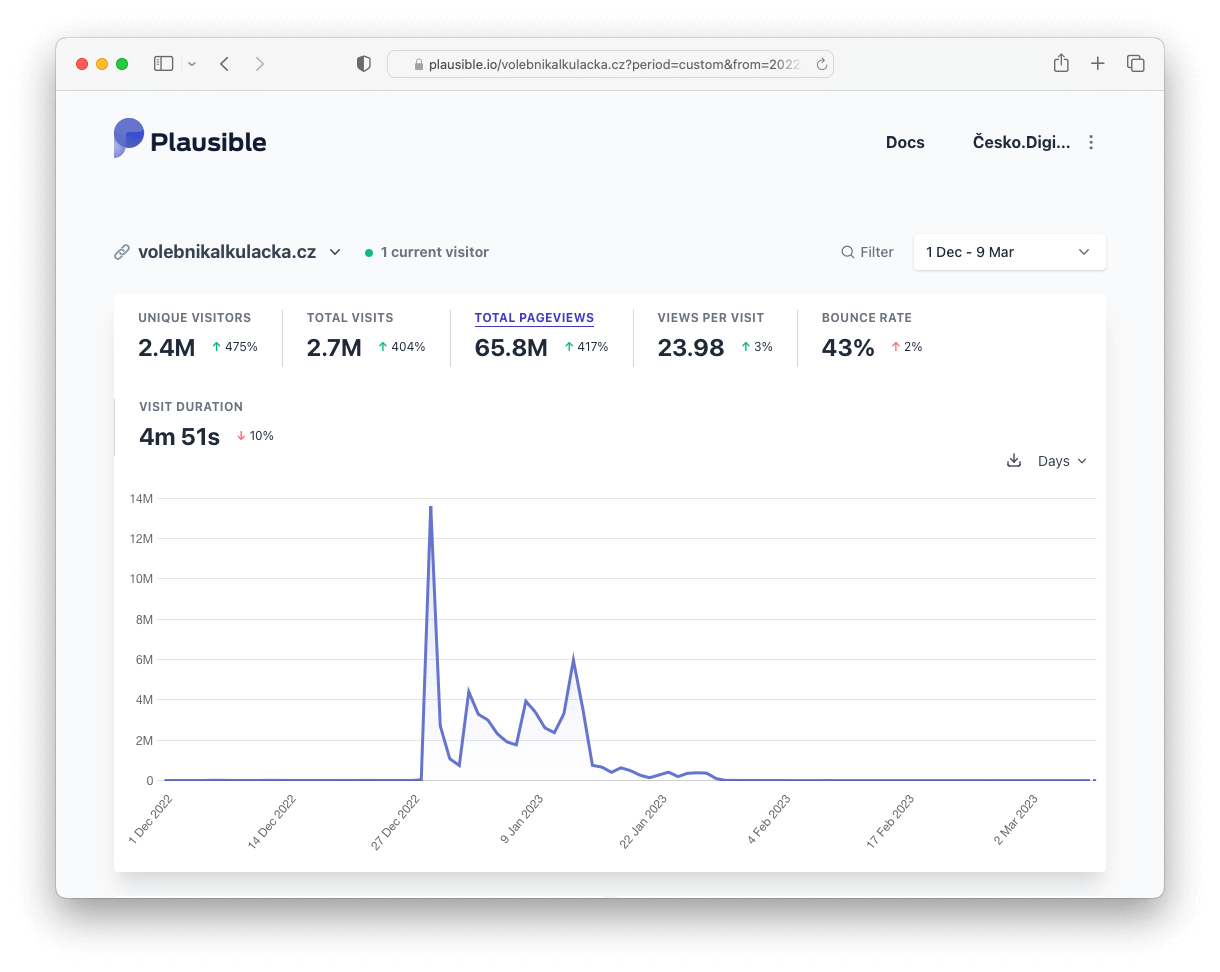 plausible.io/volebnikalkulacka.cz?period=custom&from=2022
Plausible
Docs Česko.Digi...
volebnikalkulacka.cz 1 current visitor Filter 1 Dec - 9 Mar
UNIQUE VISITORS TOTAL VISITS TOTAL PAGEVIEWS VIEWS PER VISIT BOUNCE RATE
2.4M ↑ 475% 2.7M ↑ 404% 65.8M ↑ 417% 23.98 ↑ 3% 43% ↑ 2%
VISIT DURATION
4m 51s ↓ 10%
Days
14M
12M
10M
8M
6M
4M
2M
0
1 Dec 2022 14 Dec 2022 27 Dec 2022 9 Jan 2023 22 Jan 2023 4 Feb 2023 17 Feb 2023 2 Mar 2023